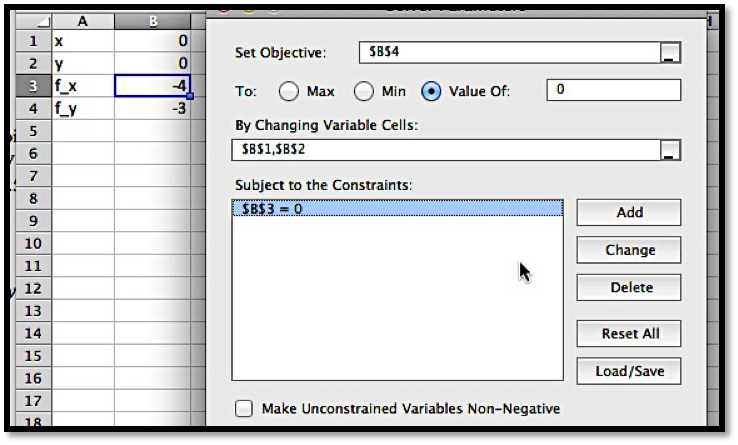 A B
1 x 0
2 y 0
3 f_x -4
4 f_y -3
5
6
7
8
9
10
11
12
13
14
15
16
17
18
Set Objective: $B$4
To: Max Min Value Of: 0
By Changing Variable Cells:
$B$1,$B$2
Subject to the Constraints:
$B$3 = 0
Add
Change
Delete
Reset All
Load/Save
Make Unconstrained Variables Non-Negative